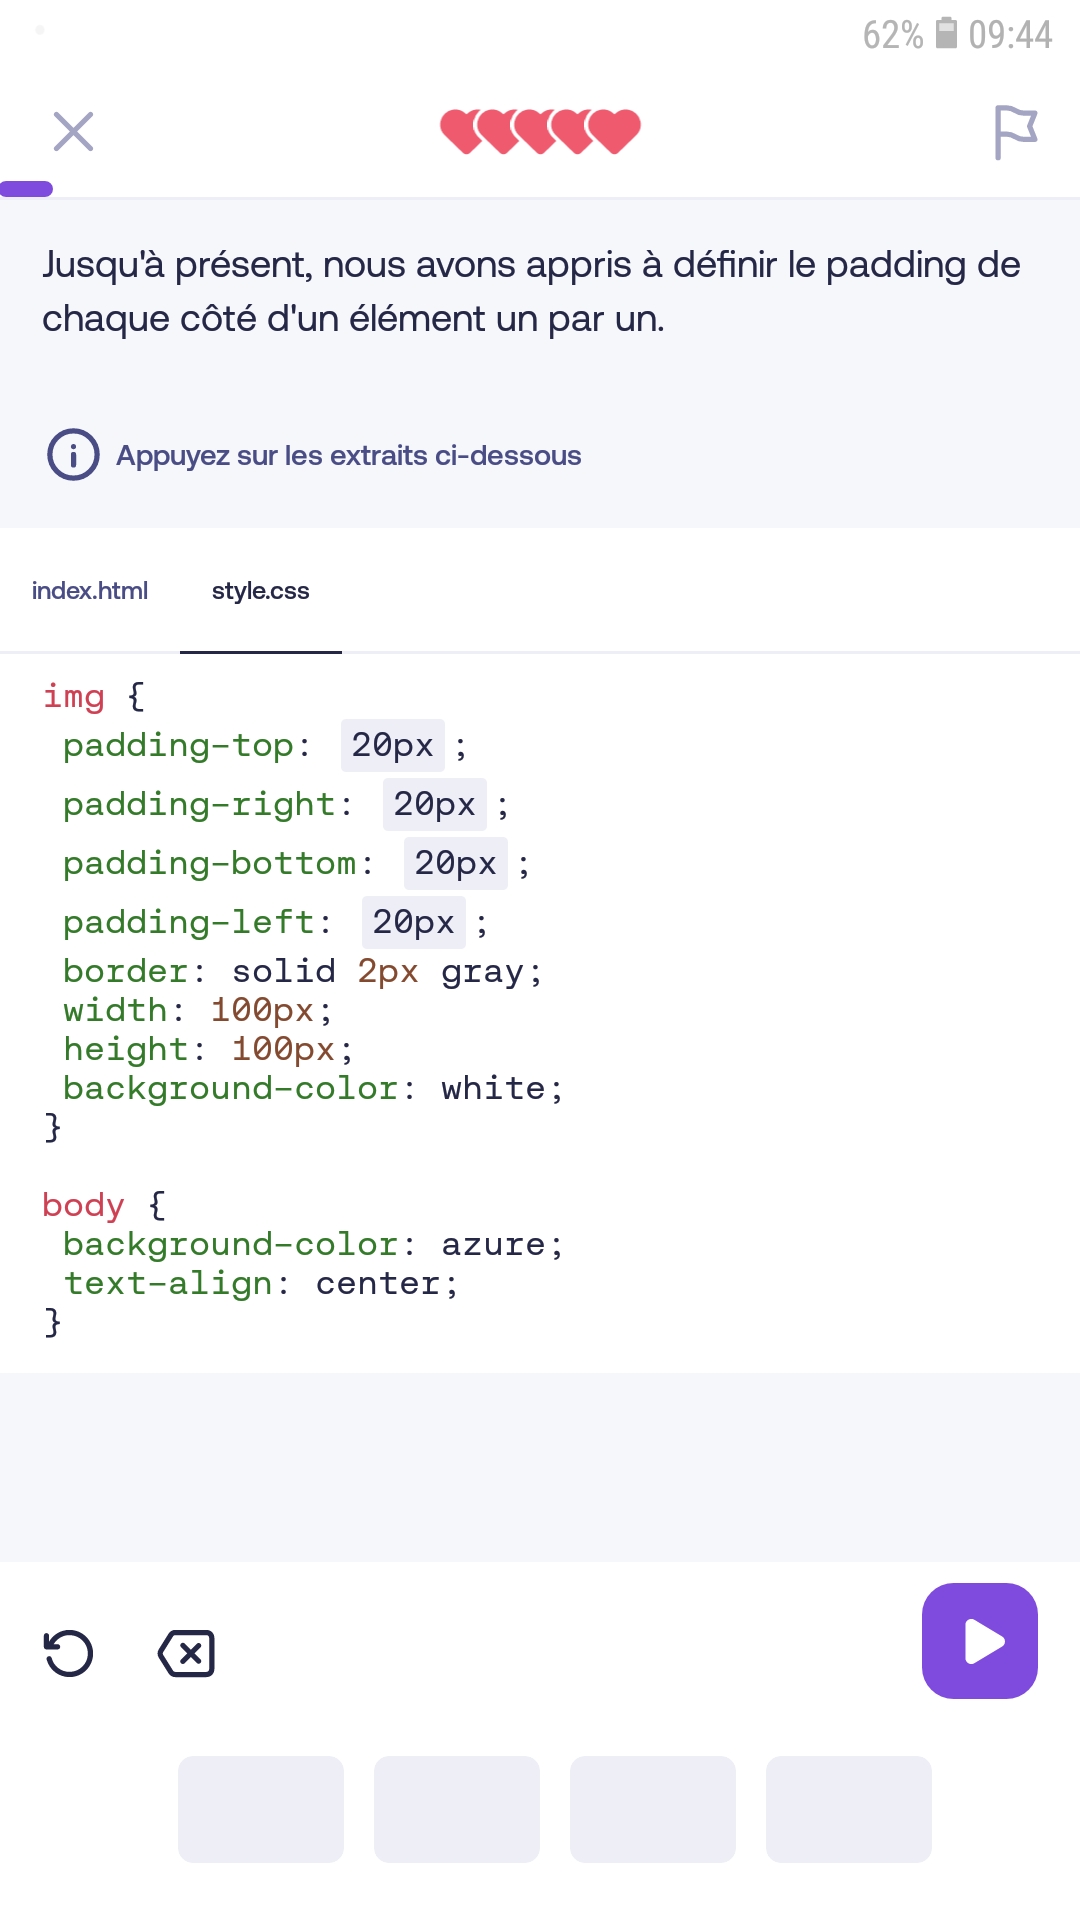 62% 09:44
Jusqu'à présent, nous avons appris à définir le padding de
chaque côté d'un élément un par un.
Appuyez sur les extraits ci-dessous
index.html style.css
img {
padding-top: 20px ;
padding-right: 20px ;
padding-bottom: 20px ;
padding-left: 20px ;
border: solid 2px gray;
width: 100px;
height: 100px;
background-color: white;
}
body {
background-color: azure;
text-align: center;
}